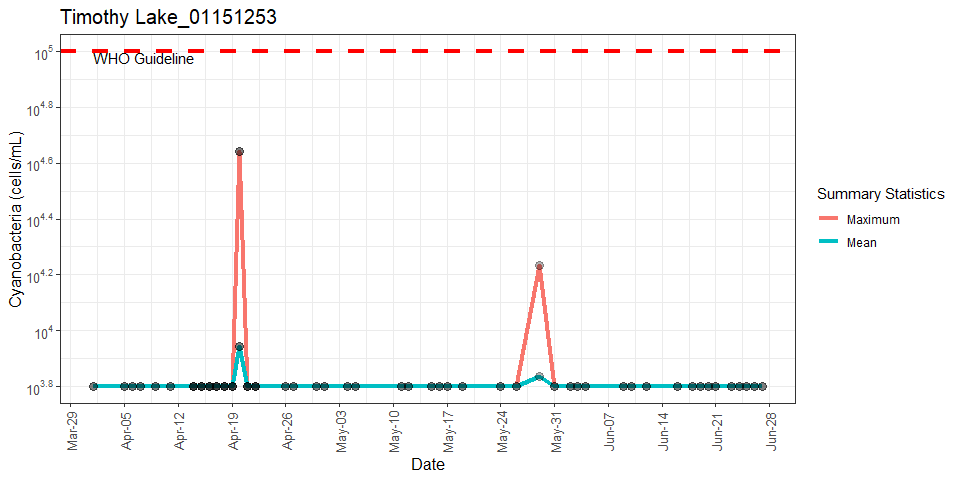 Timothy Lake_01151253
10^5
WHO Guideline
10^4.8
10^4.6
10^4.4
10^4.2
10^4
10^3.8
Cyanobacteria (cells/mL)
Mar-29
Apr-05
Apr-12
Apr-19
Apr-26
May-03
May-10
May-17
May-24
May-31
Jun-07
Jun-14
Jun-21
Jun-28
Date
Summary Statistics
Maximum
Mean